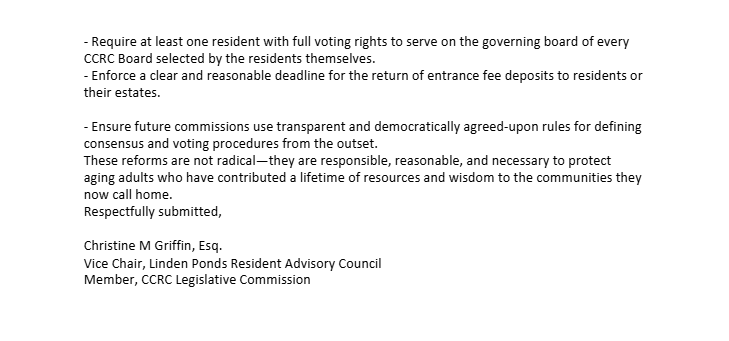 - Require at least one resident with full voting rights to serve on the governing board of every
CCRC Board selected by the residents themselves.
- Enforce a clear and reasonable deadline for the return of entrance fee deposits to residents or
their estates.
- Ensure future commissions use transparent and democratically agreed-upon rules for defining
consensus and voting procedures from the outset.
These reforms are not radical—they are responsible, reasonable, and necessary to protect
aging adults who have contributed a lifetime of resources and wisdom to the communities they
now call home.
Respectfully submitted,
Christine M Griffin, Esq.
Vice Chair, Linden Ponds Resident Advisory Council
Member, CCRC Legislative Commission